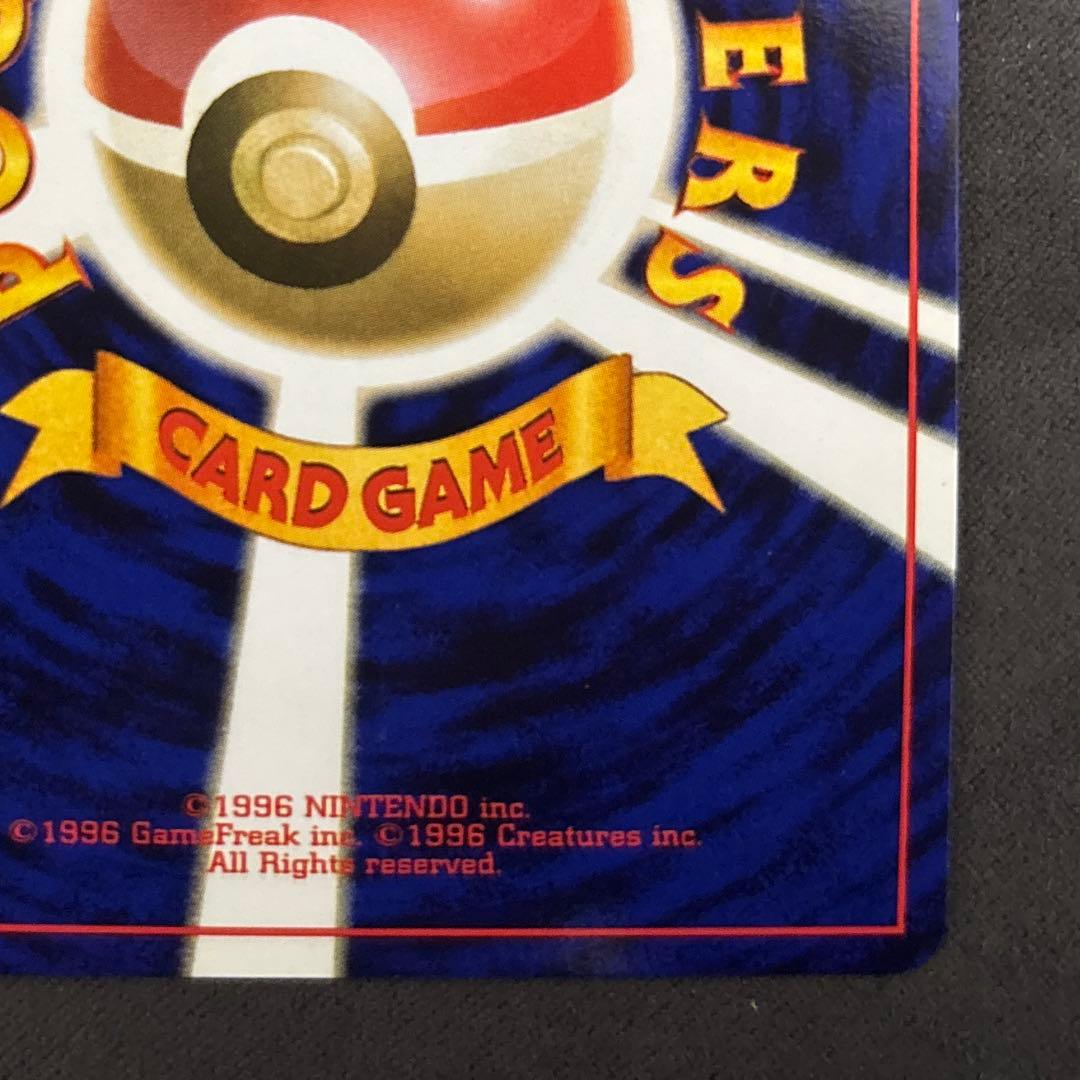 ERS
CARD GAME
©1996 NINTENDO inc.
©1996 GameFreak inc. ©1996 Creatures inc.
All Rights reserved.